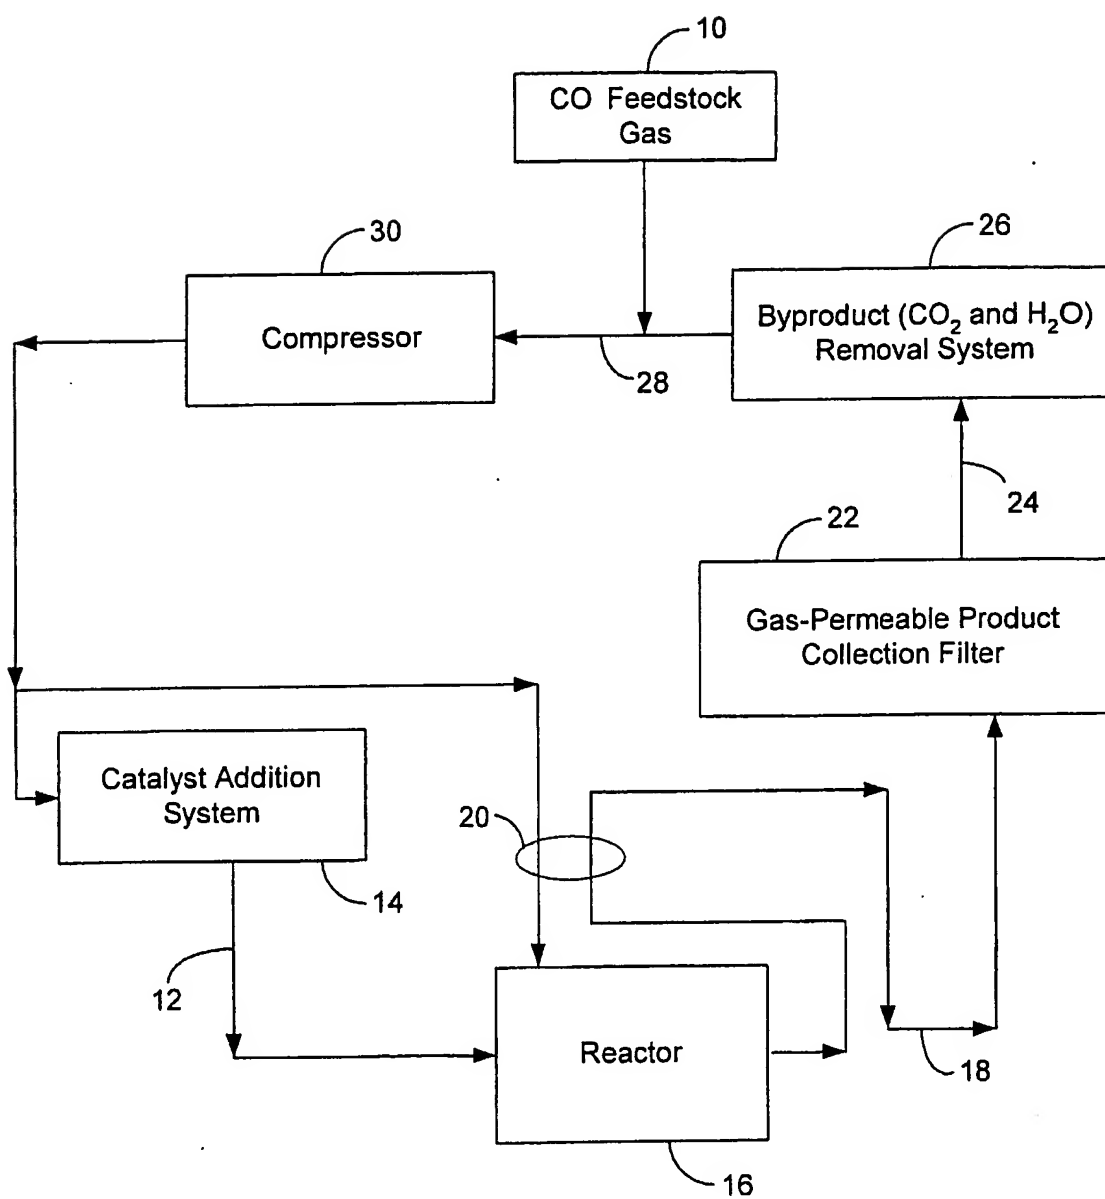 10
CO Feedstock
Gas
30
26
Compressor
Byproduct (CO₂ and H₂O)
Removal System
28
24
22
Gas-Permeable Product
Collection Filter
Catalyst Addition
System
20
14
12
Reactor
18
16